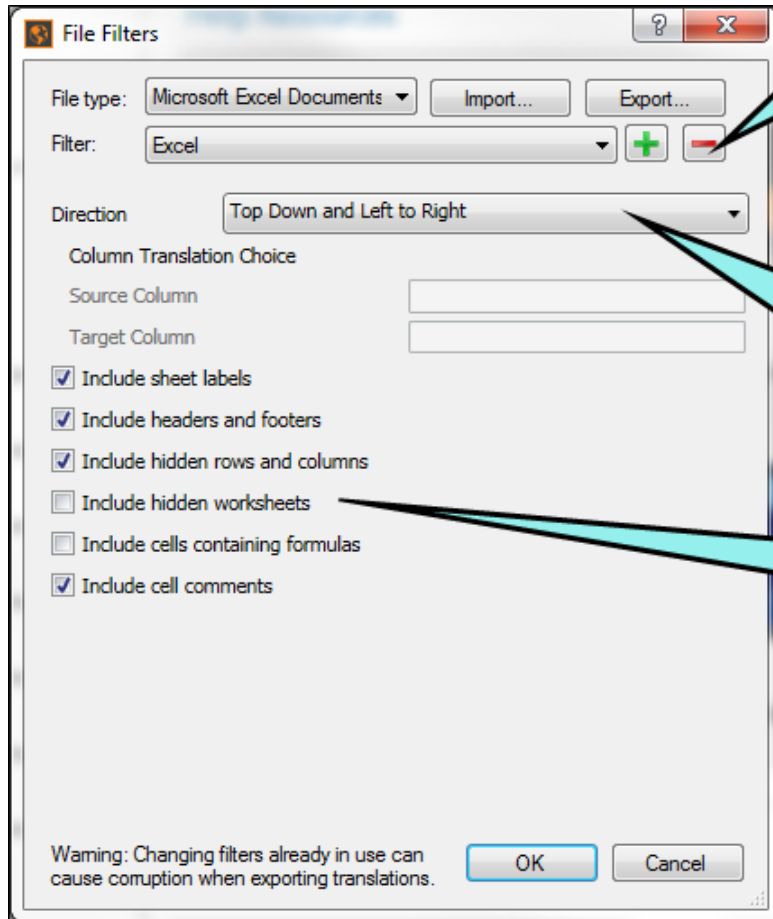 File Filters
File type: Microsoft Excel Documents Import... Export...
Filter: Excel
Direction Top Down and Left to Right
Column Translation Choice
Source Column
Target Column
Include sheet labels
Include headers and footers
Include hidden rows and columns
Include hidden worksheets
Include cells containing formulas
Include cell comments
Warning: Changing filters already in use can
cause corruption when exporting translations.
OK Cancel